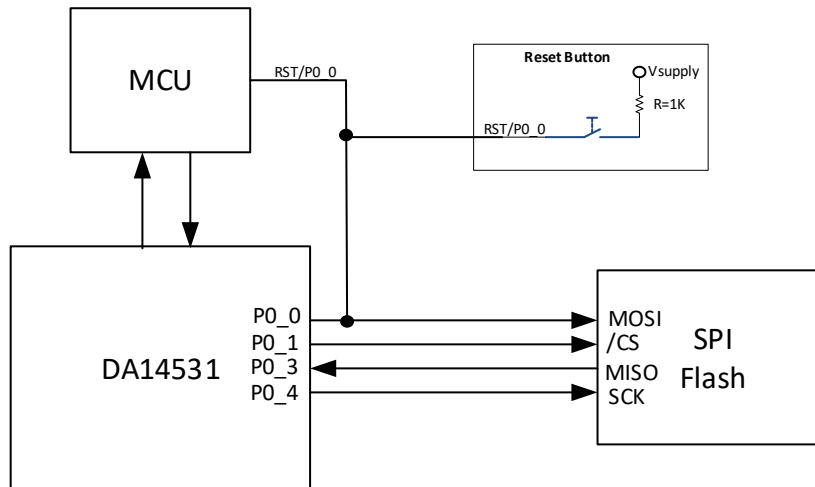 MCU
RST/P0_0
Reset Button
Vsupply
R=1K
RST/P0_0
DA14531
P0_0
P0_1
P0_3
P0_4
MOSI
/CS
MISO
SCK
SPI
Flash